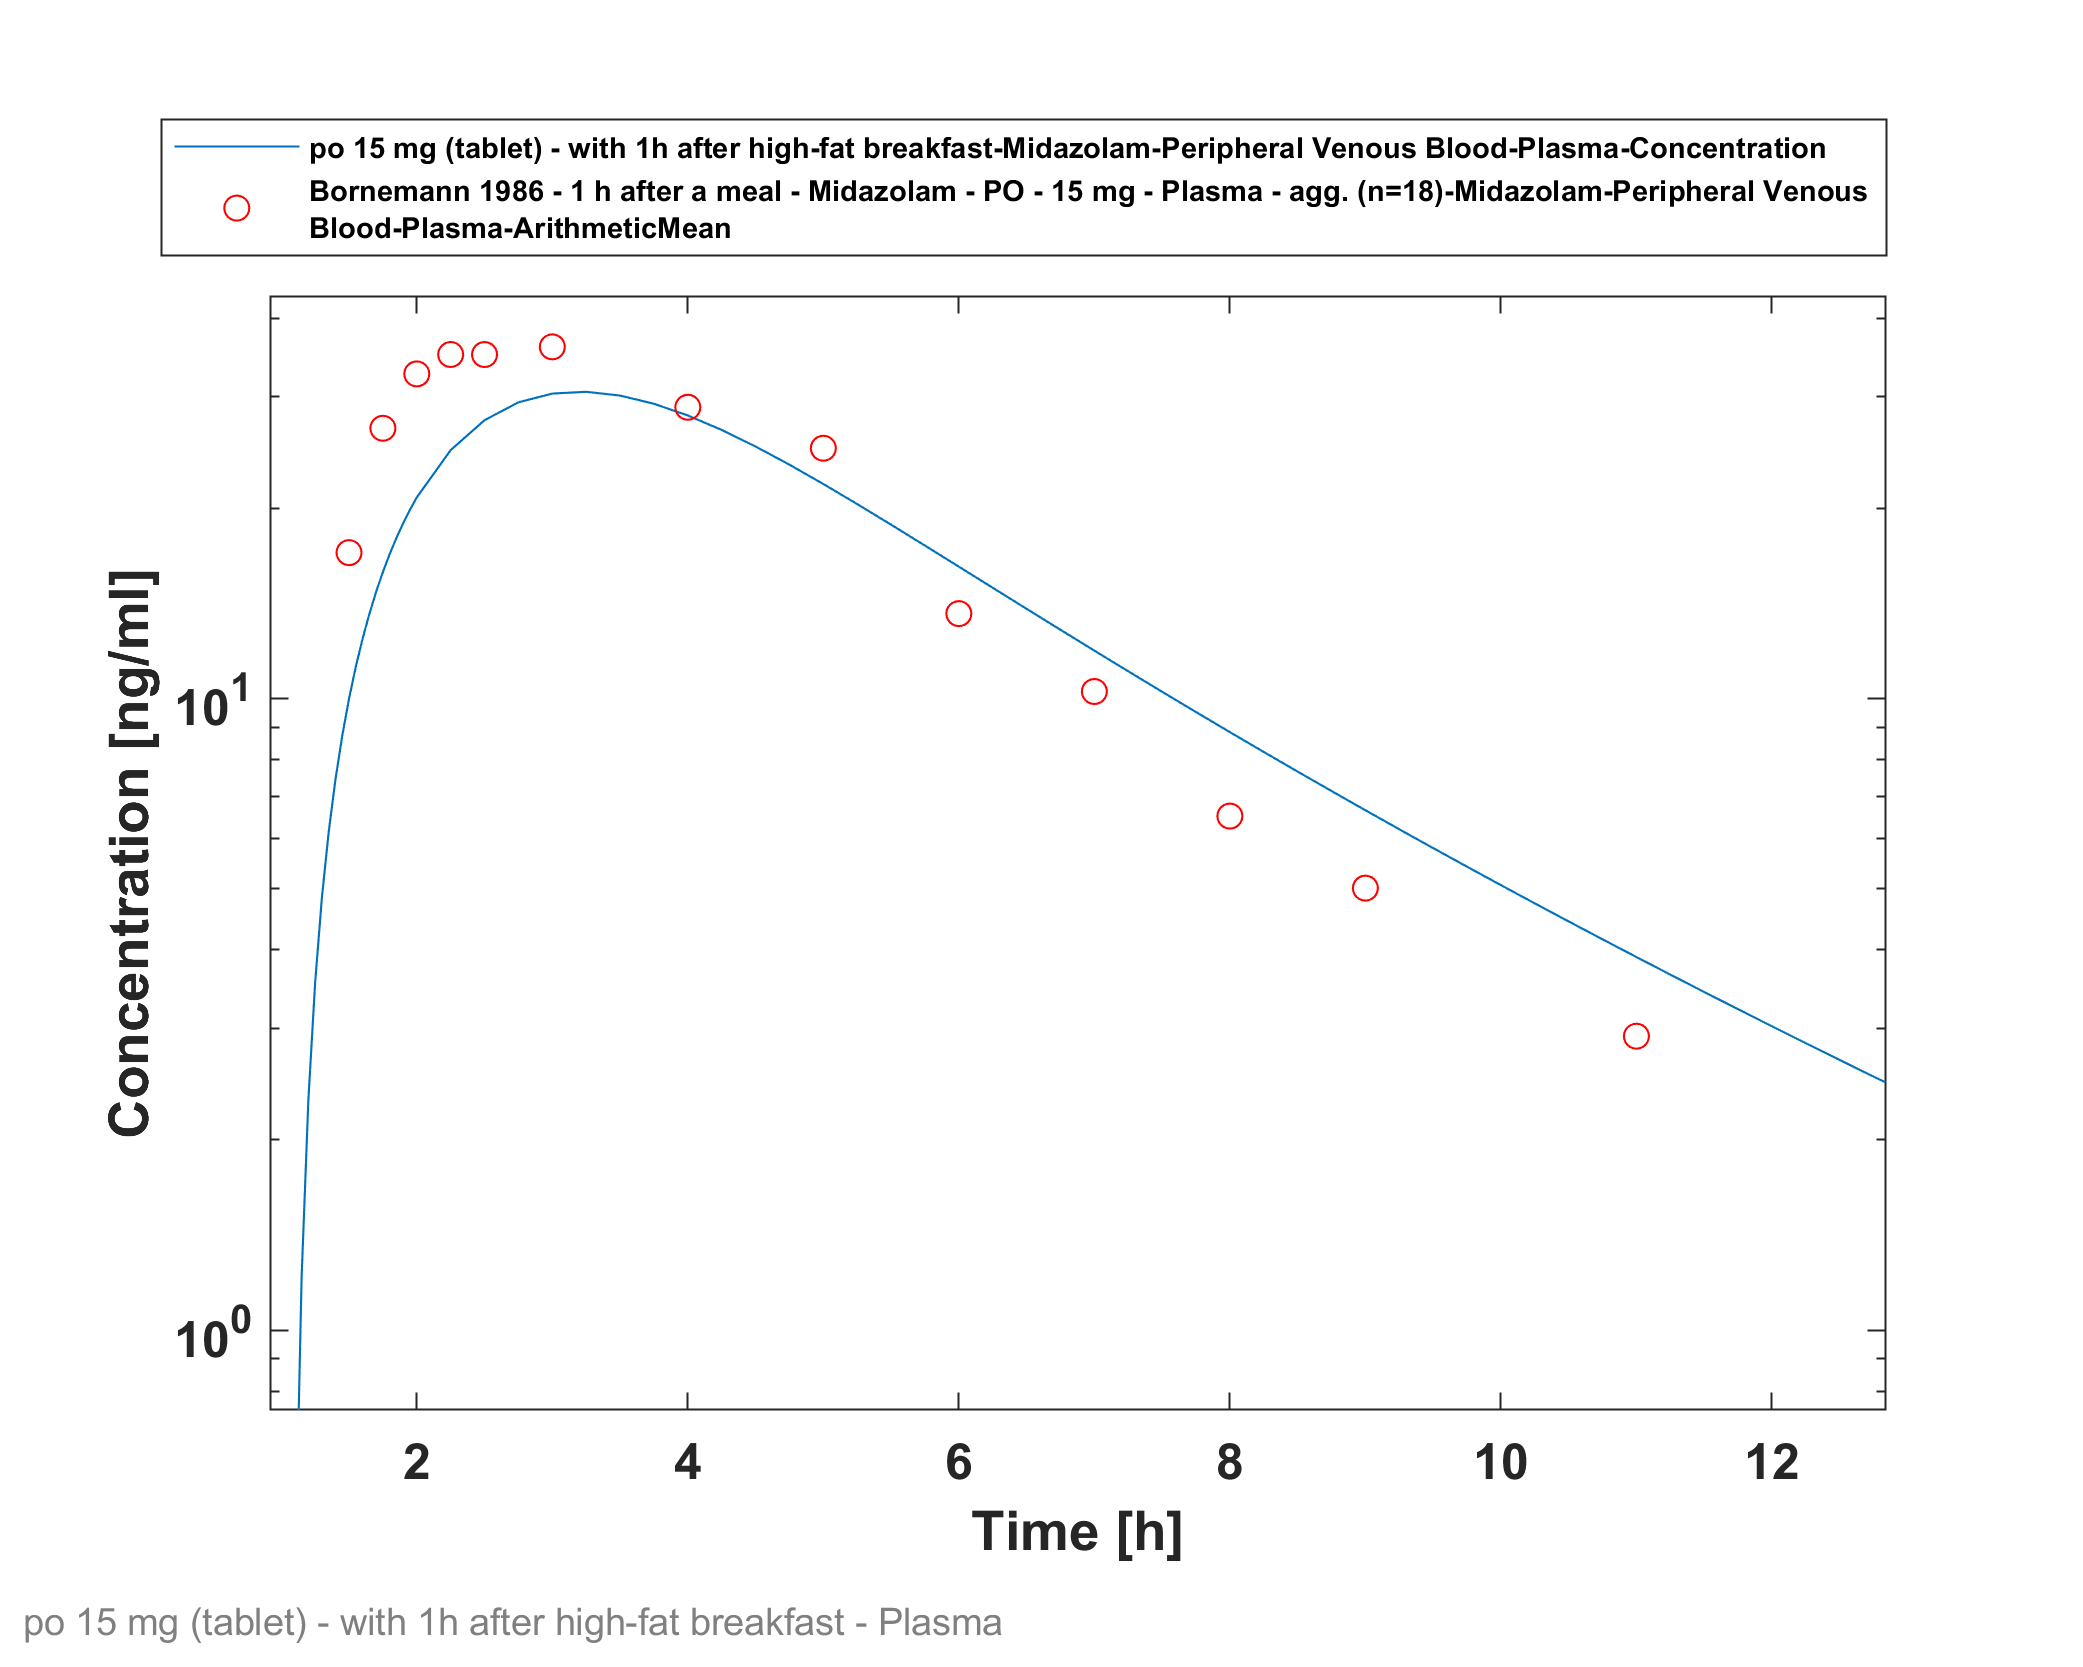 po 15 mg (tablet) - with 1h after high-fat breakfast-Midazolam-Peripheral Venous Blood-Plasma-Concentration
Bornemann 1986 - 1 h after a meal - Midazolam - PO - 15 mg - Plasma - agg. (n=18)-Midazolam-Peripheral Venous
Blood-Plasma-ArithmeticMean
Concentration [ng/ml]
10^1
10^0
2 4 6 8 10 12
Time [h]
po 15 mg (tablet) - with 1h after high-fat breakfast - Plasma